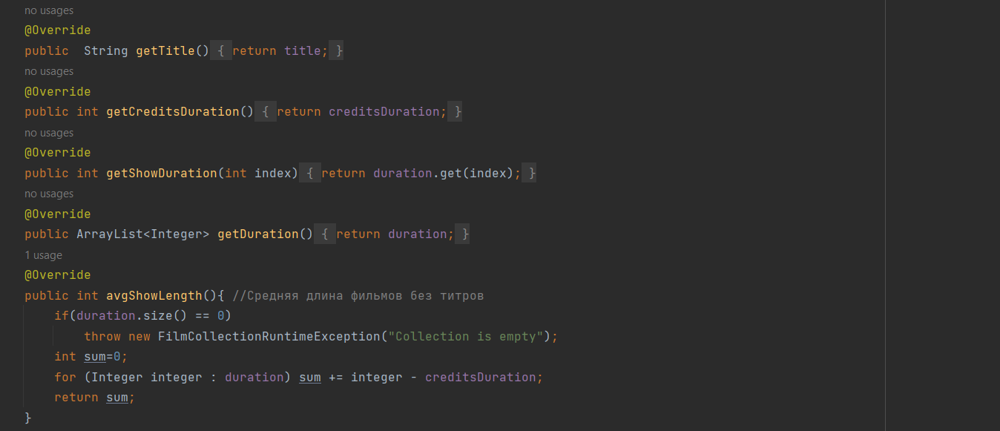 no usages
@Override
public  String getTitle() { return title; }
no usages
@Override
public int getCreditsDuration() { return creditsDuration; }
no usages
@Override
public int getShowDuration(int index) { return duration.get(index); }
no usages
@Override
public ArrayList<Integer> getDuration() { return duration; }
1 usage
@Override
public int avgShowLength(){ //Средняя длина фильмов без титров
    if(duration.size() == 0)
        throw new FilmCollectionRuntimeException("Collection is empty");
    int sum=0;
    for (Integer integer : duration) sum += integer - creditsDuration;
    return sum;
}